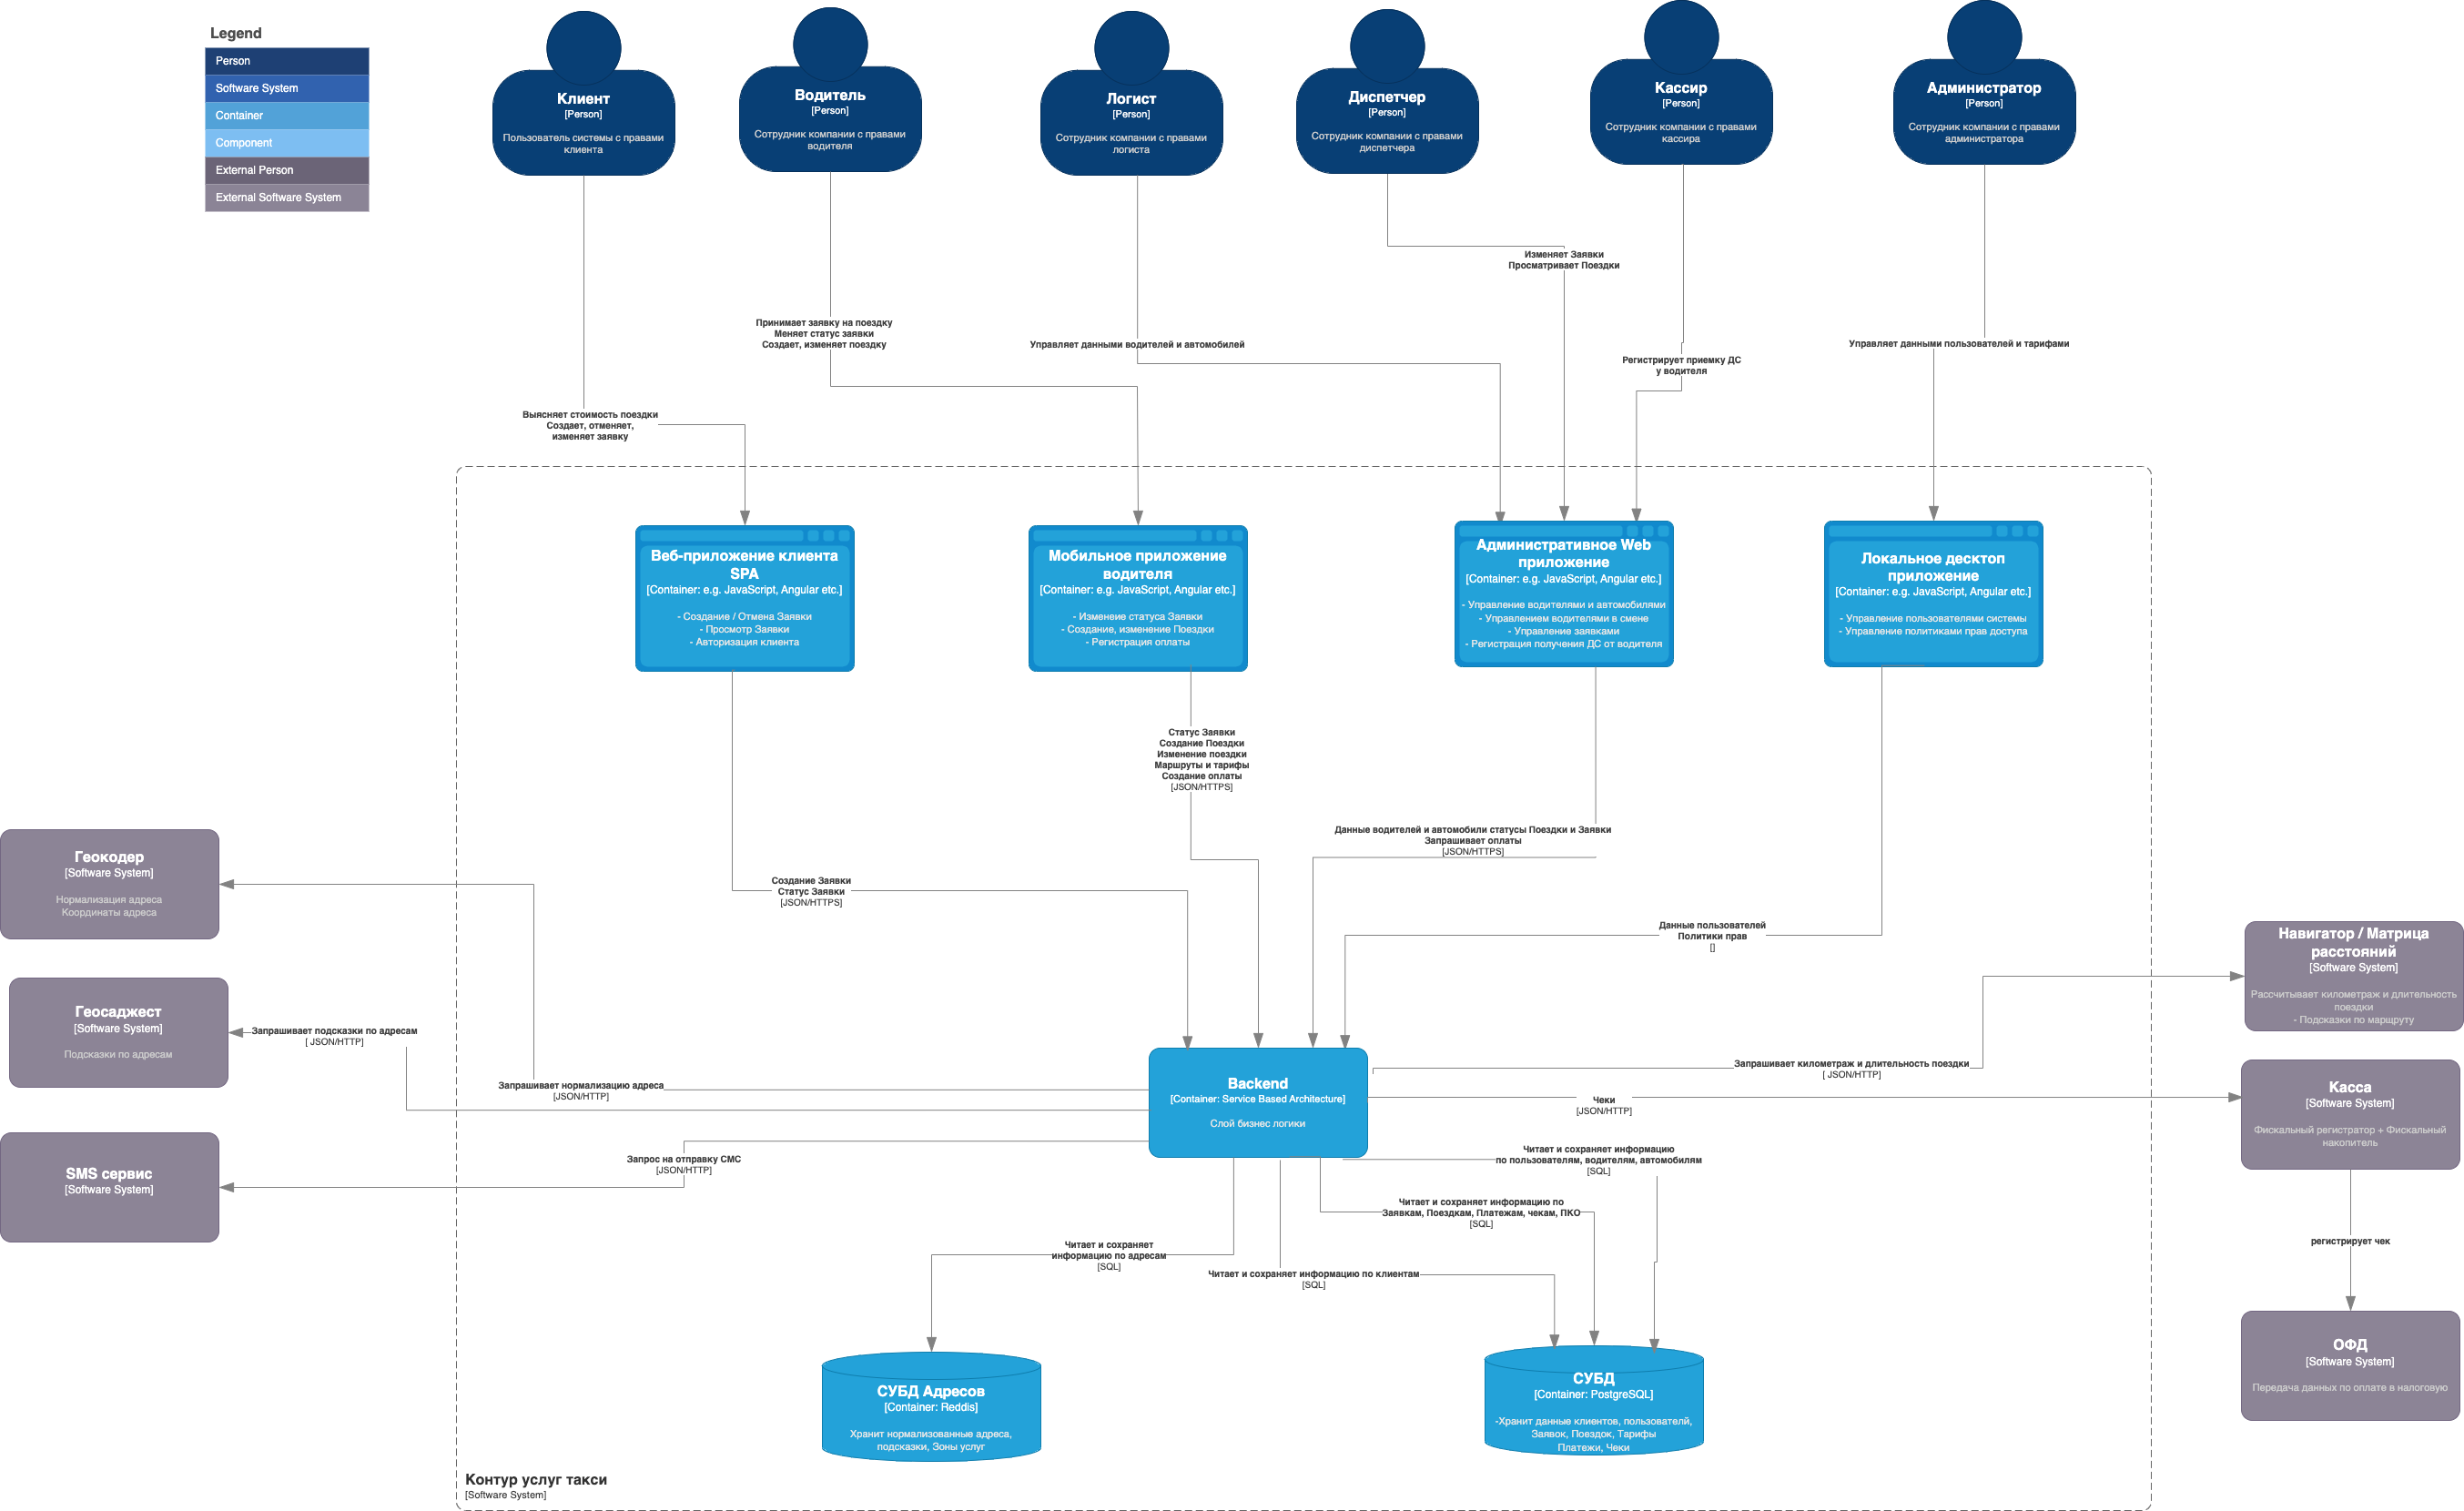 Legend
Person
Software System
Container
Component
External Person
External Software System
Клиент
[Person]
Пользователь системы с правами
клиента
Водитель
[Person]
Сотрудник компании с правами
водителя
Логист
[Person]
Сотрудник компании с правами
логиста
Диспетчер
[Person]
Сотрудник компании с правами
диспетчера
Кассир
[Person]
Сотрудник компании с правами
кассира
Администратор
[Person]
Сотрудник компании с правами
администратора
Изменяет Заявки
Просматривает Поездки
Принимает заявку на поездку
Меняет статус заявки
Создает, изменяет поездку
Управляет данными водителей и автомобилей
Регистрирует приемку ДС
у водителя
Управляет данными пользователей и тарифами
Выясняет стоимость поездки
Создает, отменяет,
изменяет заявку
Веб-приложение клиента
SPA
[Container: e.g. JavaScript, Angular etc.]
- Создание / Отмена Заявки
- Просмотр Заявки
- Авторизация клиента
Мобильное приложение
водителя
[Container: e.g. JavaScript, Angular etc.]
- Изменеие статуса Заявки
- Создание, изменение Поездки
- Регистрация оплаты
Административное Web
приложение
[Container: e.g. JavaScript, Angular etc.]
- Управление водителями и автомобилями
- Управлением водителями в смене
- Управление заявками
- Регистрация получения ДС от водителя
Локальное десктоп
приложение
[Container: e.g. JavaScript, Angular etc.]
- Управление пользователями системы
- Управление политиками прав доступа
Статус Заявки
Создание Поездки
Изменение поездки
Маршруты и тарифы
Создание оплаты
[JSON/HTTPS]
Данные водителей и автомобили статусы Поездки и Заявки
Запрашивает оплаты
[JSON/HTTPS]
Создание Заявки
Статус Заявки
[JSON/HTTPS]
Данные пользователей
Политики прав
[]
Геокодер
[Software System]
Нормализация адреса
Координаты адреса
Геосаджест
[Software System]
Подсказки по адресам
SMS сервис
[Software System]
Запрашивает подсказки по адресам
[ JSON/HTTP]
Запрашивает нормализацию адреса
[JSON/HTTP]
Запрос на отправку СМС
[JSON/HTTP]
Backend
[Container: Service Based Architecture]
Слой бизнес логики
Запрашивает километраж и длительность поездки
[ JSON/HTTP]
Чеки
[JSON/HTTP]
Навигатор / Матрица
расстояний
[Software System]
Рассчитывает километраж и длительность
поездки
- Подсказки по маршруту
Касса
[Software System]
Фискальный регистратор + Фискальный
накопитель
регистрирует чек
ОФД
[Software System]
Передача данных по оплате в налоговую
Читает и сохраняет информацию
по пользователям, водителям, автомобилям
[SQL]
Читает и сохраняет информацию по
Заявкам, Поездкам, Платежам, чекам, ПКО
[SQL]
Читает и сохраняет
информацию по адресам
[SQL]
Читает и сохраняет информацию по клиентам
[SQL]
СУБД Адресов
[Container: Reddis]
Хранит нормализованные адреса,
подсказки, Зоны услуг
СУБД
[Container: PostgreSQL]
-Хранит данные клиентов, пользователй,
Заявок, Поездок, Тарифы
Платежи, Чеки
Контур услуг такси
[Software System]